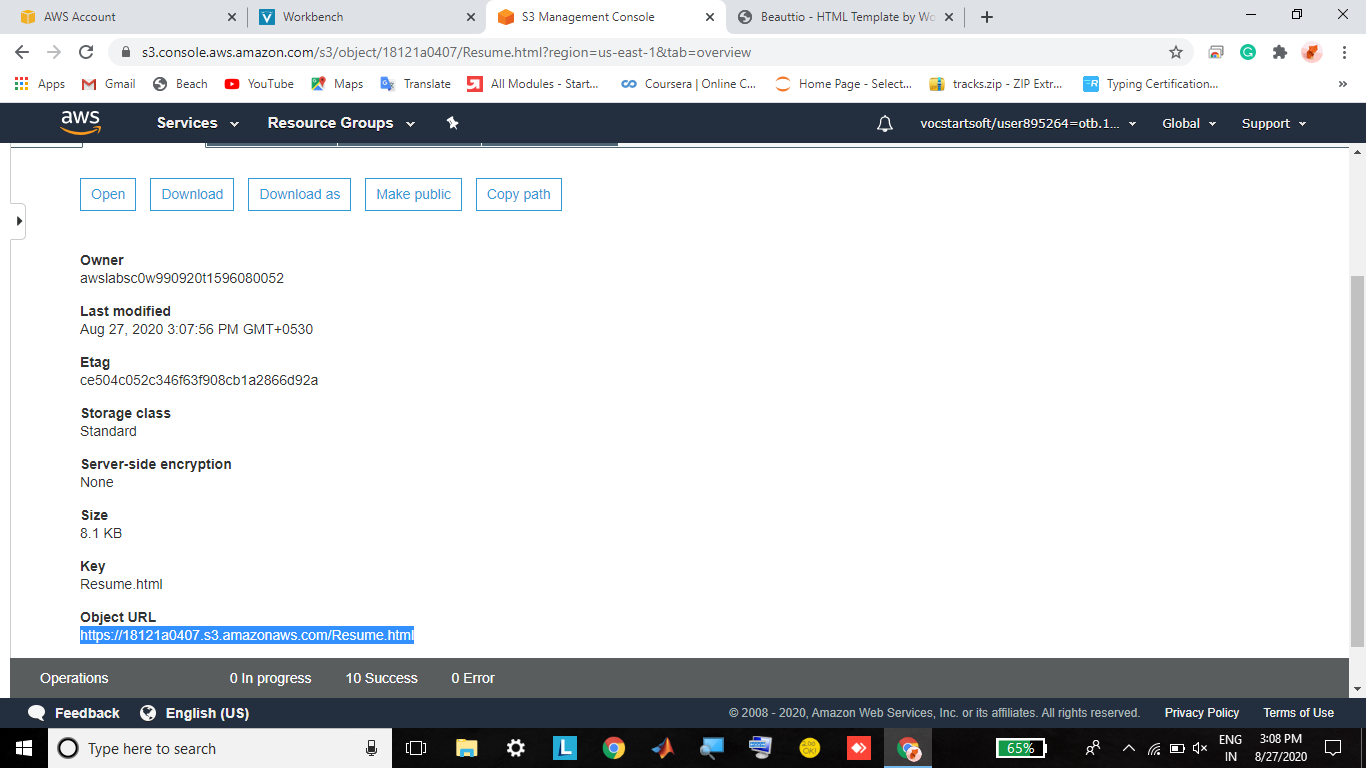 AWS Account
Workbench
S3 Management Console
Beauttio - HTML Template by Wo
s3.console.aws.amazon.com/s3/object/18121a0407/Resume.html?region=us-east-1&tab=overview
Apps
Gmail
Beach
YouTube
Maps
Translate
All Modules - Start...
Coursera | Online C...
Home Page - Select...
tracks.zip - ZIP Extr...
Typing Certification...
»
aws
Services
Resource Groups
vocstartsoft/user895264=otb.1...
Global
Support
Open
Download
Download as
Make public
Copy path
Owner
awslabsc0w990920t1596080052
Last modified
Aug 27, 2020 3:07:56 PM GMT+0530
Etag
ce504c052c346f63f908cb1a2866d92a
Storage class
Standard
Server-side encryption
None
Size
8.1 KB
Key
Resume.html
Object URL
https://18121a0407.s3.amazonaws.com/Resume.html
Operations
0 In progress
10 Success
0 Error
Feedback
English (US)
© 2008 - 2020, Amazon Web Services, Inc. or its affiliates. All rights reserved.
Privacy Policy
Terms of Use
Type here to search
L
65%
ENG
IN
3:08 PM
8/27/2020